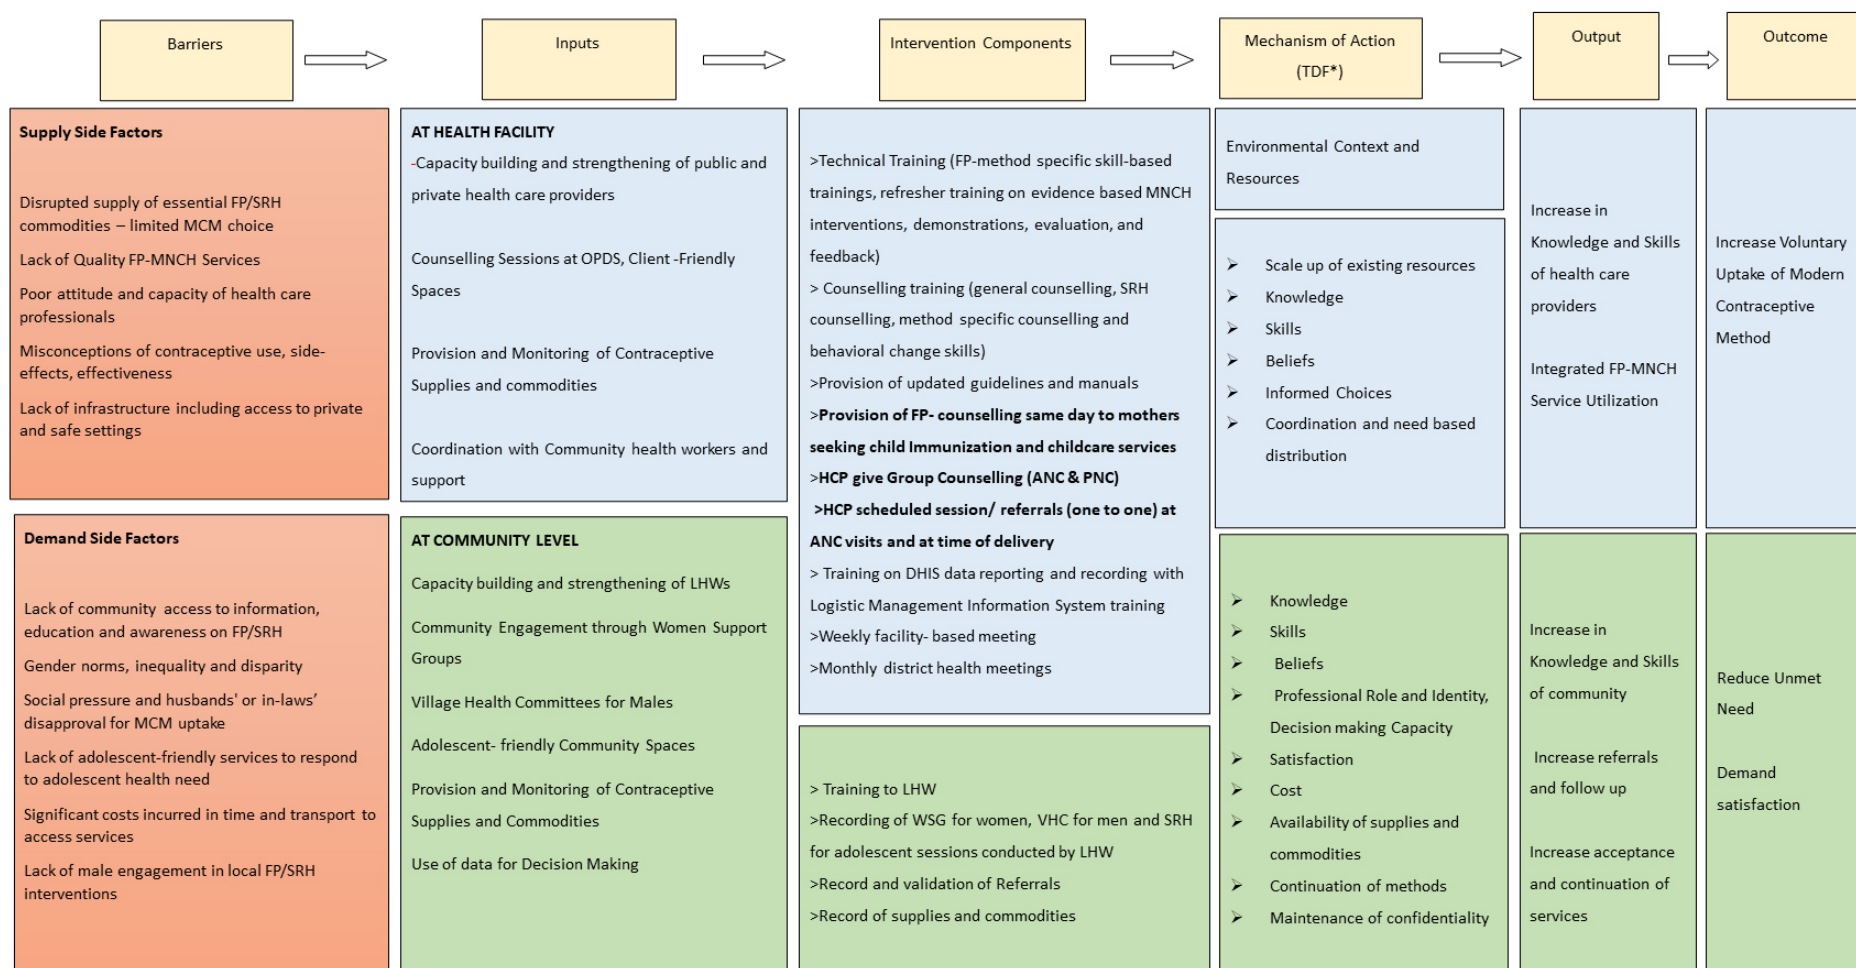 Barriers
Inputs
Intervention Components
Mechanism of Action
(TDF*)
Output
Outcome
Supply Side Factors
Disrupted supply of essential FP/SRH
commodities – limited MCM choice
Lack of Quality FP-MNCH Services
Poor attitude and capacity of health care
professionals
Misconceptions of contraceptive use, side-
effects, effectiveness
Lack of infrastructure including access to private
and safe settings
Demand Side Factors
Lack of community access to information,
education and awareness on FP/SRH
Gender norms, inequality and disparity
Social pressure and husbands' or in-laws’
disapproval for MCM uptake
Lack of adolescent-friendly services to respond
to adolescent health need
Significant costs incurred in time and transport to
access services
Lack of male engagement in local FP/SRH
interventions
AT HEALTH FACILITY
-Capacity building and strengthening of public and
private health care providers
Counselling Sessions at OPDS, Client -Friendly
Spaces
Provision and Monitoring of Contraceptive
Supplies and commodities
Coordination with Community health workers and
support
AT COMMUNITY LEVEL
Capacity building and strengthening of LHWs
Community Engagement through Women Support
Groups
Village Health Committees for Males
Adolescent- friendly Community Spaces
Provision and Monitoring of Contraceptive
Supplies and Commodities
Use of data for Decision Making
>Technical Training (FP-method specific skill-based
trainings, refresher training on evidence based MNCH
interventions, demonstrations, evaluation, and
feedback)
> Counselling training (general counselling, SRH
counselling, method specific counselling and
behavioral change skills)
>Provision of updated guidelines and manuals
>Provision of FP- counselling same day to mothers
seeking child Immunization and childcare services
>HCP give Group Counselling (ANC & PNC)
>HCP scheduled session/ referrals (one to one) at
ANC visits and at time of delivery
> Training on DHIS data reporting and recording with
Logistic Management Information System training
>Weekly facility- based meeting
>Monthly district health meetings
> Training to LHW
>Recording of WSG for women, VHC for men and SRH
for adolescent sessions conducted by LHW
>Record and validation of Referrals
>Record of supplies and commodities
Environmental Context and
Resources
➢ Scale up of existing resources
➢ Knowledge
➢ Skills
➢ Beliefs
➢ Informed Choices
➢ Coordination and need based
distribution
➢ Knowledge
➢ Skills
➢ Beliefs
➢ Professional Role and Identity,
Decision making Capacity
➢ Satisfaction
➢ Cost
➢ Availability of supplies and
commodities
➢ Continuation of methods
➢ Maintenance of confidentiality
Increase in
Knowledge and Skills
of health care
providers
Integrated FP-MNCH
Service Utilization
Increase in
Knowledge and Skills
of community
Increase referrals
and follow up
Increase acceptance
and continuation of
services
Increase Voluntary
Uptake of Modern
Contraceptive
Method
Reduce Unmet
Need
Demand
satisfaction